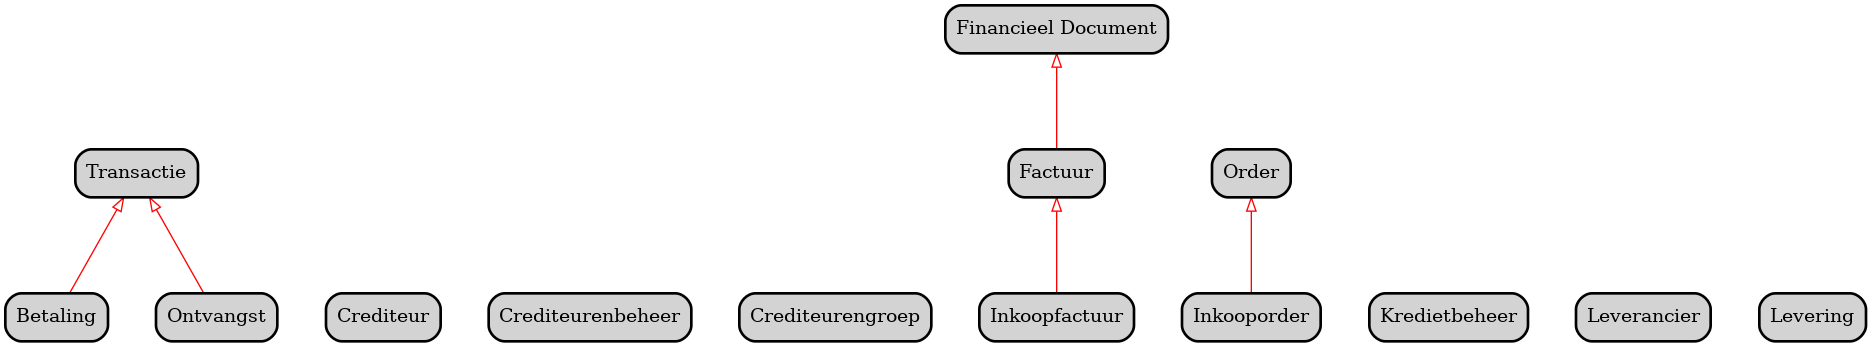 Financieel Document
Transactie
Factuur
Order
Betaling
Ontvangst
Crediteur
Crediteurenbeheer
Crediteurengroep
Inkoopfactuur
Inkooporder
Kredietbeheer
Leverancier
Levering